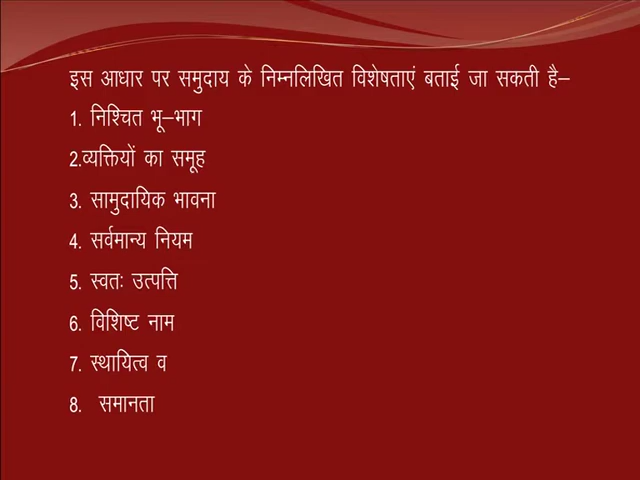 इस आधार पर समुदाय के निम्नलिखित विशेषताएं बताई जा सकती है–
1. निश्चित भू–भाग
2.व्यक्तियों का समूह
3. सामुदायिक भावना
4. सर्वमान्य नियम
5. स्वतः उत्पत्ति
6. विशिष्ट नाम
7. स्थायित्व व
8. समानता